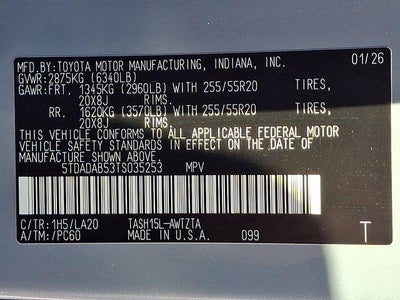 MFD.BY:TOYOTA MOTOR MANUFACTURING, INDIANA, INC. 01/26
GVWR:2875KG (6340LB)
GAWR:FRT. 1345KG (2960LB) WITH 255/55R20 TIRES,
20X8J RIMS.
RR. 1620KG (3570LB) WITH 255/55R20 TIRES,
20X8J RIMS.
THIS VEHICLE CONFORMS TO ALL APPLICABLE FEDERAL MOTOR
VEHICLE SAFETY STANDARDS IN EFFECT ON THE DATE OF
MANUFACTURE SHOWN ABOVE.
5TDADAB53TS035253 MPV
C/TR:1H5/LA20 TASH15L-AWTZTA
A/TM:/PC60 MADE IN U.S.A. 099 T